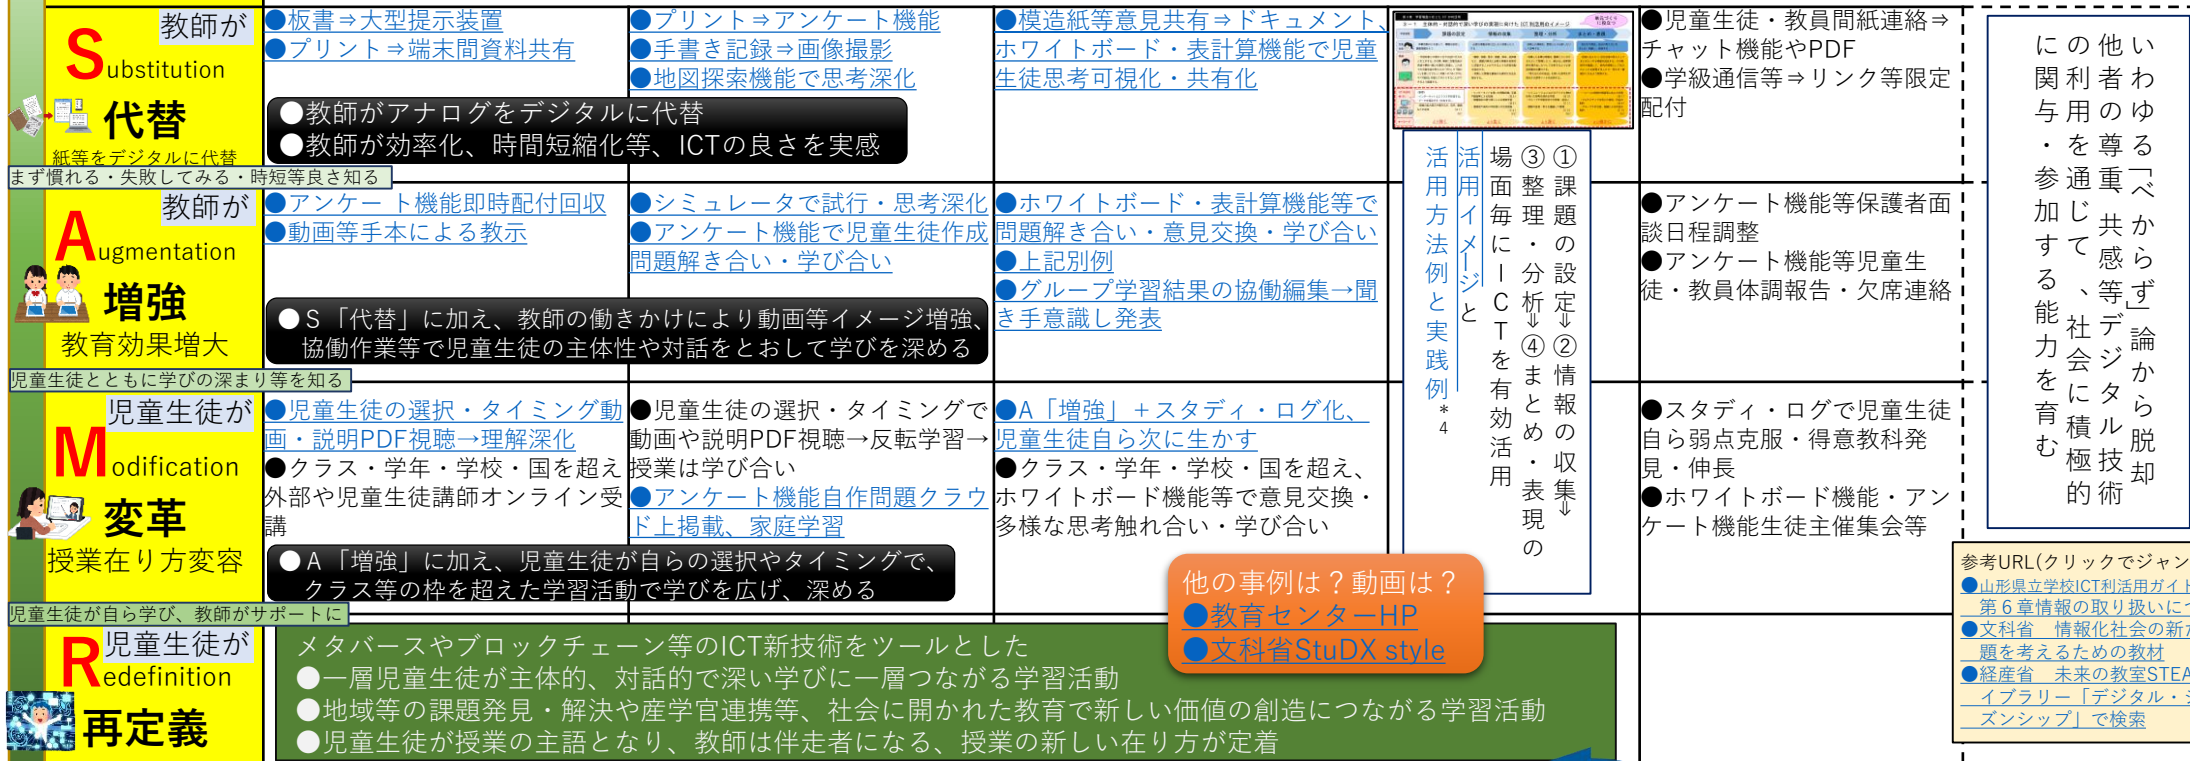 教師が
Substitution
代替
紙等をデジタルに代替
まず慣れる・失敗してみる・時短等良さ知る
●板書⇒大型提示装置
●プリント⇒端末間資料共有
●プリント⇒アンケート機能
●手書き記録⇒画像撮影
●地図探索機能で思考深化
●模造紙等意見共有⇒ドキュメント、
ホワイトボード・表計算機能で児童
生徒思考可視化・共有化
●教師がアナログをデジタルに代替
●教師が効率化、時間短縮化等、ICTの良さを実感
●児童生徒・教員間紙連絡⇒
チャット機能やPDF
●学級通信等⇒リンク等限定
配付
教師が
Augmentation
増強
教育効果増大
児童生徒とともに学びの深まり等を知る
●アンケート機能即時配付回収
●動画等手本による教示
●シミュレータで試行・思考深化
●アンケート機能で児童生徒作成
問題解き合い・学び合い
●ホワイトボード・表計算機能等で
問題解き合い・意見交換・学び合い
●上記別例
●グループ学習結果の協働編集→聞
き手意識し発表
●S「代替」に加え、教師の働きかけにより動画等イメージ増強、
協働作業等で児童生徒の主体性や対話をとおして学びを深める
●アンケート機能等保護者面
談日程調整
●アンケート機能等児童生
徒・教員体調報告・欠席連絡
児童生徒が
Modification
変革
授業在り方変容
児童生徒が自ら学び、教師がサポートに
●児童生徒の選択・タイミング動
画・説明PDF視聴→理解深化
●クラス・学年・学校・国を超え
外部や児童生徒講師オンライン受
講
●児童生徒の選択・タイミングで
動画や説明PDF視聴→反転学習→
授業は学び合い
●アンケート機能自作問題クラウ
ド上掲載、家庭学習
●A「増強」＋スタディ・ログ化、
児童生徒自ら次に生かす
●クラス・学年・学校・国を超え、
ホワイトボード機能等で意見交換・
多様な思考触れ合い・学び合い
●A「増強」に加え、児童生徒が自らの選択やタイミングで、
クラス等の枠を超えた学習活動で学びを広げ、深める
●スタディ・ログで児童生徒
自ら弱点克服・得意教科発
見・伸長
●ホワイトボード機能・アン
ケート機能生徒主催集会等
①課題の設定⇒②情報の収集⇒
③整理・分析⇒④まとめ・表現の
場面毎にICTを有効活用
活用イメージと
活用方法例と実践例*4
他の事例は？動画は？
●教育センターHP
●文科省StuDX style
児童生徒が
Redefinition
再定義
メタバースやブロックチェーン等のICT新技術をツールとした
●一層児童生徒が主体的、対話的で深い学びに一層つながる学習活動
●地域等の課題発見・解決や産学官連携等、社会に開かれた教育で新しい価値の創造につながる学習活動
●児童生徒が授業の主語となり、教師は伴走者になる、授業の新しい在り方が定着
いわゆる「べからず」論から脱却
他者の尊重、共感等デジタル技術
の利用を通じて、社会に積極的
に関与・参加する能力を育む
参考URL(クリックでジャン
●山形県立学校ICT利活用ガイド
第６章情報の取り扱いにつ
●文科省 情報化社会の新た
題を考えるための教材
●経産省 未来の教室STEA
イブラリー「デジタル・シ
ズンシップ」で検索